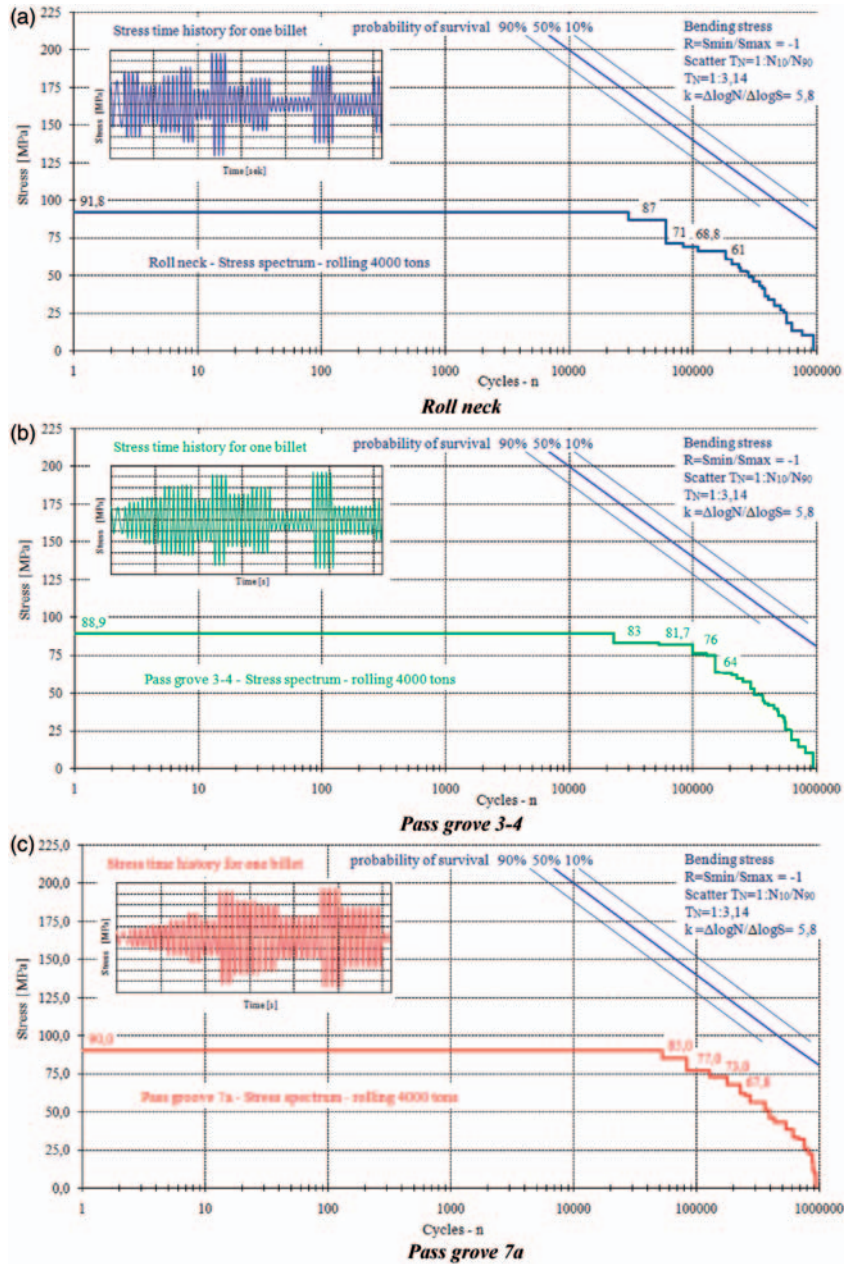 (a)
Stress time history for one billet
probability of survival 90% 50% 10%
Bending stress
R=Smin/Smax = -1
Scatter TN=1:N10/N90
TN=1:3,14
k =ΔlogN/ΔlogS= 5,8
Stress [MPa]
Time [sek]
Stress [MPa]
225
200
175
150
125
100
75
50
25
0
91,8
87
71
68,8
61
Roll neck - Stress spectrum - rolling 4000 tons
1
10
100
1000
10000
100000
1000000
Cycles - n
Roll neck
(b)
Stress time history for one billet
probability of survival 90% 50% 10%
Bending stress
R=Smin/Smax = -1
Scatter TN=1:N10/N90
TN=1:3,14
k =ΔlogN/ΔlogS= 5,8
Stress [MPa]
Time [s]
Stress [MPa]
225
200
175
150
125
100
75
50
25
0
88,9
83
81,7
76
64
Pass grove 3-4 - Stress spectrum - rolling 4000 tons
1
10
100
1000
10000
100000
1000000
Cycles - n
Pass grove 3-4
(c)
Stress time history for one billet
probability of survival 90% 50% 10%
Bending stress
R=Smin/Smax = -1
Scatter TN=1:N10/N90
TN=1:3,14
k =ΔlogN/ΔlogS= 5,8
Stress [MPa]
Time [s]
Stress [MPa]
225,0
200,0
175,0
150,0
125,0
100,0
75,0
50,0
25,0
0,0
90,0
85,0
77,0
73,0
67,8
Pass groove 7a - Stress spectrum - rolling 4000 tons
1
10
100
1000
10000
100000
1000000
Cycles - n
Pass grove 7a